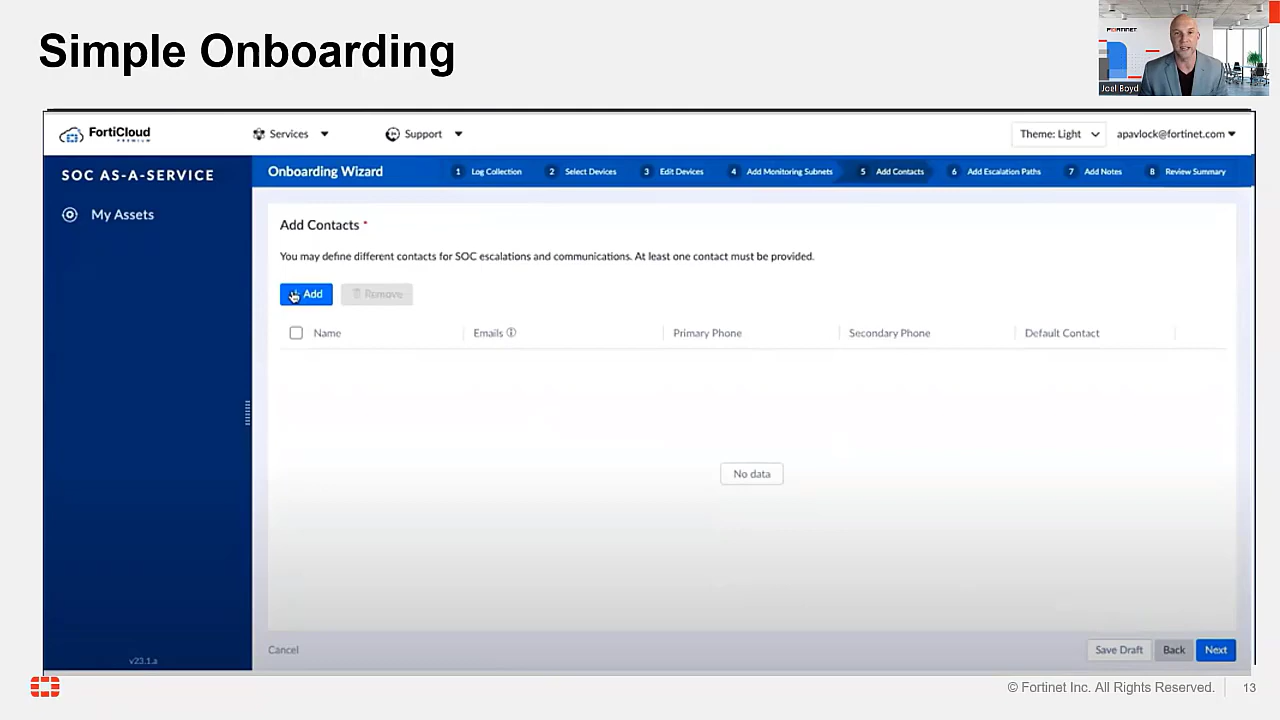 Simple Onboarding
FORTINET
Joel Boyd
FortiCloud
PREMIUM
Services
Support
Theme: Light
apavlock@fortinet.com
SOC AS-A-SERVICE
My Assets
v23.1.a
Onboarding Wizard
1 Log Collection
2 Select Devices
3 Edit Devices
4 Add Monitoring Subnets
5 Add Contacts
6 Add Escalation Paths
7 Add Notes
8 Review Summary
Add Contacts *
You may define different contacts for SOC escalations and communications. At least one contact must be provided.
Add
Remove
Name
Emails
Primary Phone
Secondary Phone
Default Contact
No data
Cancel
Save Draft
Back
Next
© Fortinet Inc. All Rights Reserved.
13